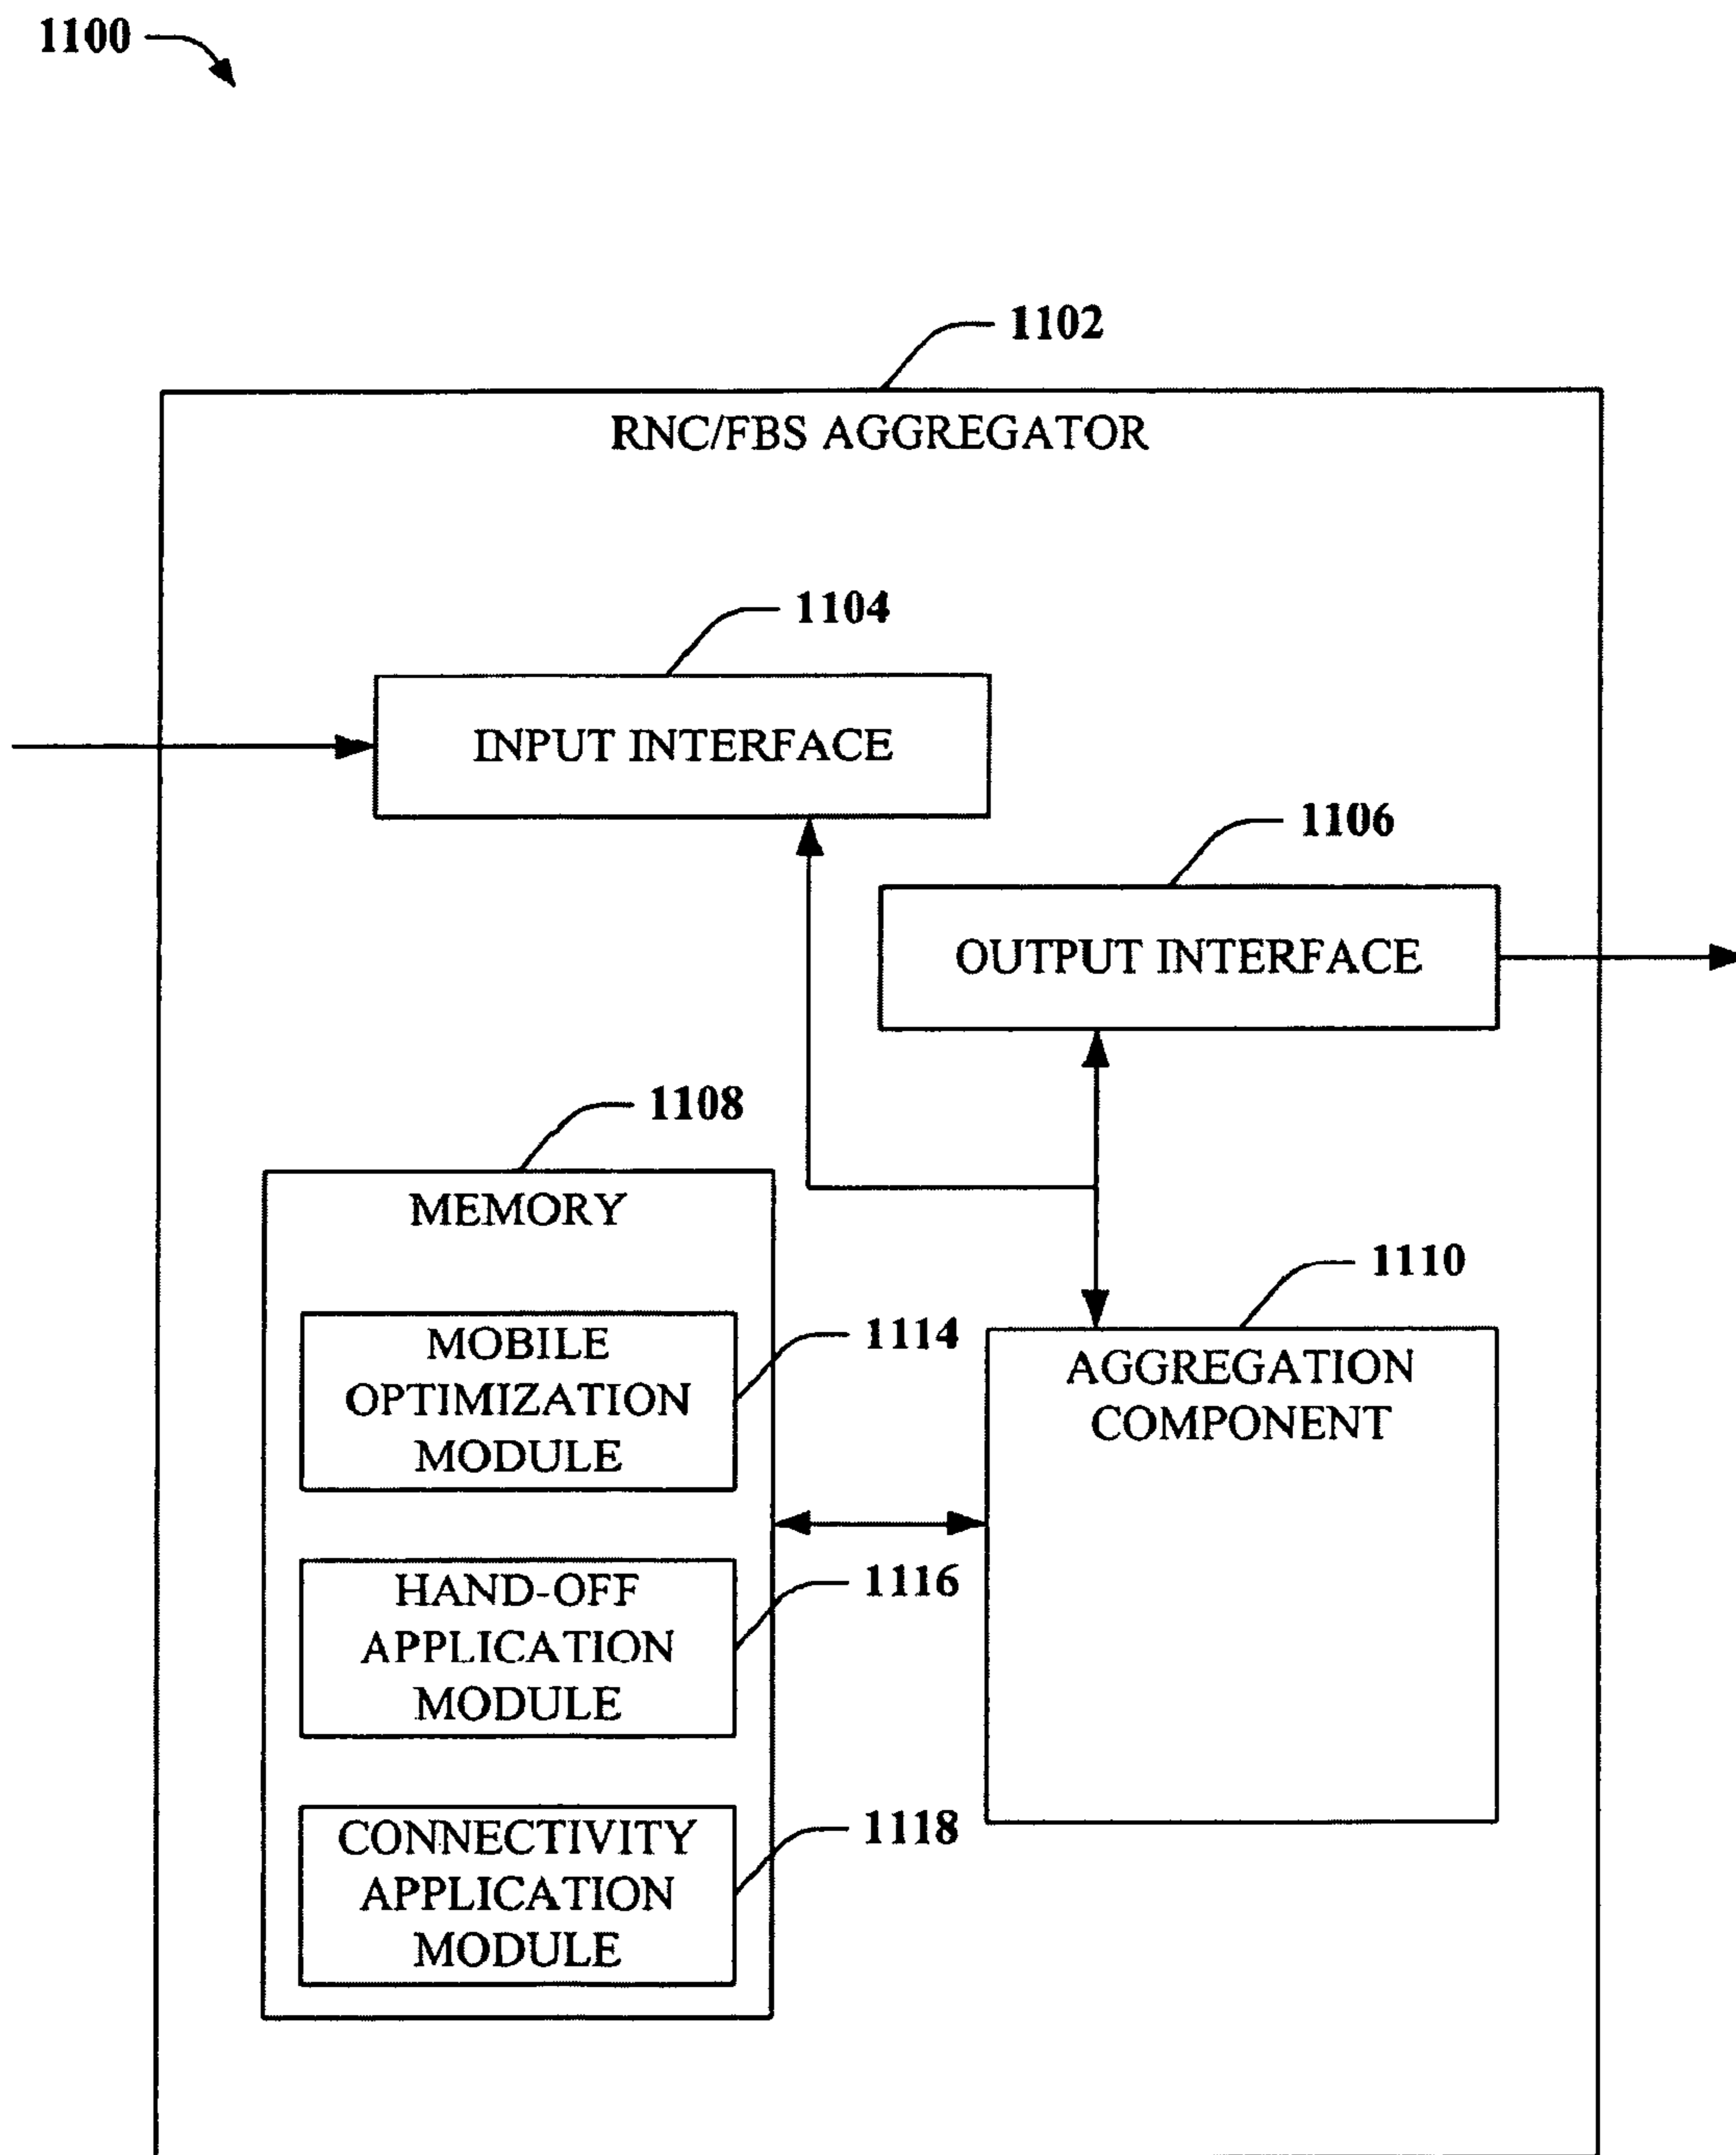 1100
1102
RNC/FBS AGGREGATOR
1104
INPUT INTERFACE
1106
OUTPUT INTERFACE
1108
MEMORY
1110
AGGREGATION
COMPONENT
1114
MOBILE
OPTIMIZATION
MODULE
1116
HAND-OFF
APPLICATION
MODULE
1118
CONNECTIVITY
APPLICATION
MODULE